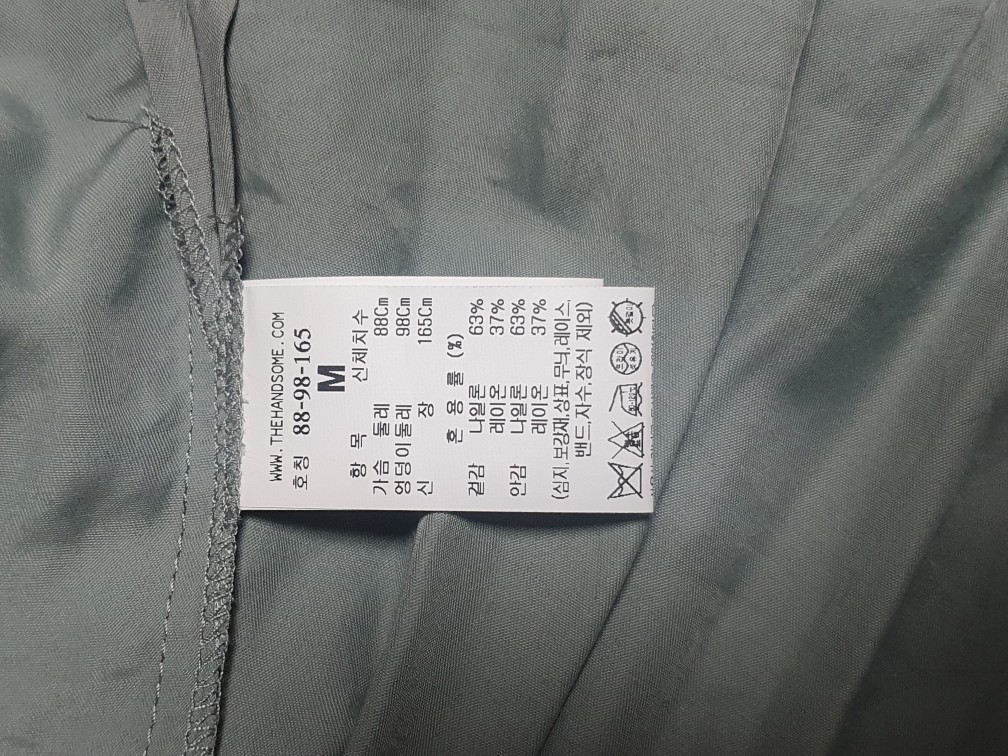 WWW.THEHANDSOME.COM
호칭 88-98-165
M
항 목 신체치수
가슴 둘레 88Cm
엉덩이둘레 98Cm
신 장 165Cm
혼 용 률 (%)
겉감 나일론 63%
레이온 37%
안감 나일론 63%
레이온 37%
(심지,보강재,상표,무늬,레이스,
밴드,자수,장식 제외)
드라이